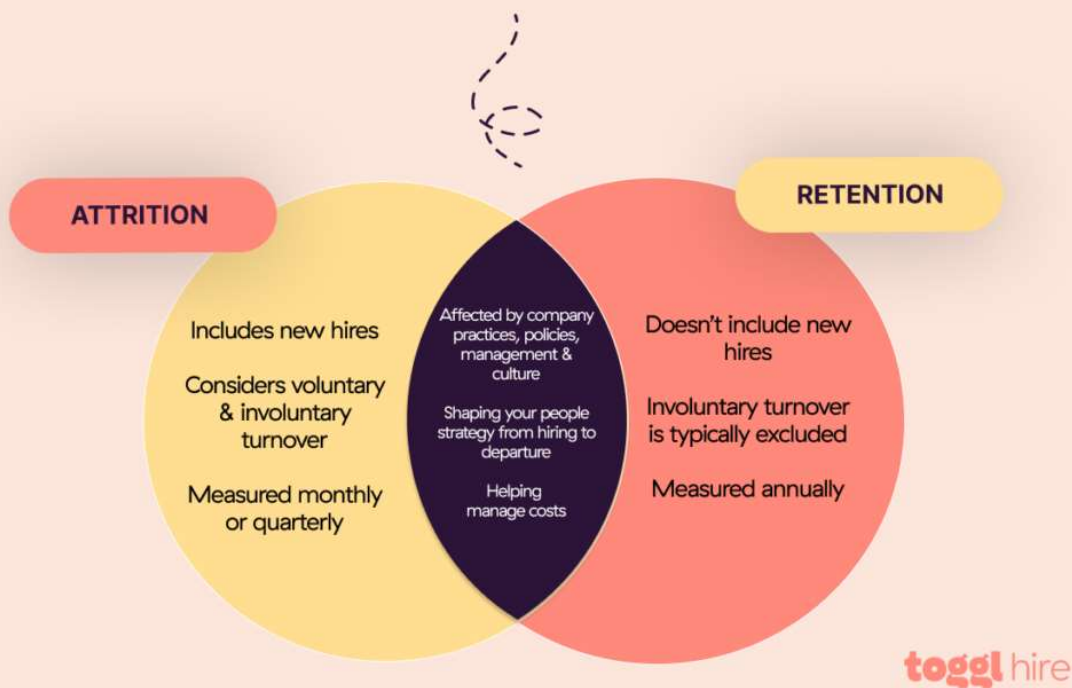 ATTRITION
RETENTION
Includes new hires
Considers voluntary
& involuntary
turnover
Measured monthly
or quarterly
Affected by company
practices, policies,
management &
culture
Shaping your people
strategy from hiring to
departure
Helping
manage costs
Doesn't include new
hires
Involuntary turnover
is typically excluded
Measured annually
toggl hire